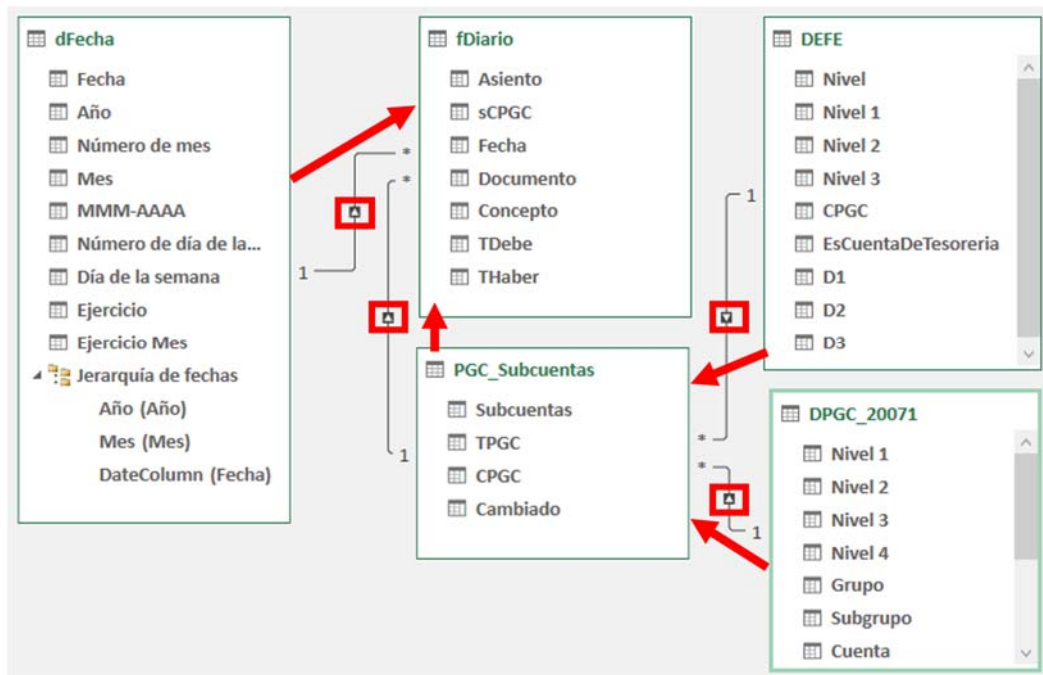 dFecha
Fecha
Año
Número de mes
Mes
MMM-AAAA
Número de día de la...
Día de la semana
Ejercicio
Ejercicio Mes
Jerarquía de fechas
Año (Año)
Mes (Mes)
DateColumn (Fecha)
1
*
*
1
fDiario
Asiento
sCPGC
Fecha
Documento
Concepto
TDebe
THaber
PGC_Subcuentas
Subcuentas
TPGC
CPGC
Cambiado
1
*
*
1
DEFE
Nivel
Nivel 1
Nivel 2
Nivel 3
CPGC
EsCuentaDeTesoreria
D1
D2
D3
DPGC_20071
Nivel 1
Nivel 2
Nivel 3
Nivel 4
Grupo
Subgrupo
Cuenta